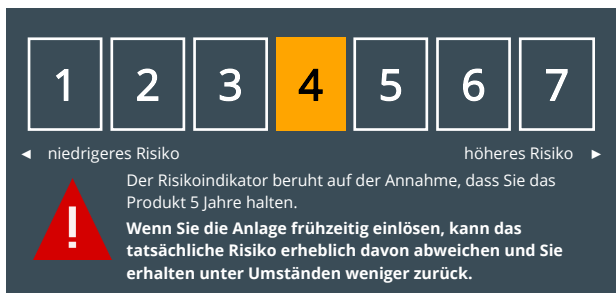 1 2 3 4 5 6 7
◄ niedrigeres Risiko höheres Risiko ►
Der Risikoindikator beruht auf der Annahme, dass Sie das
Produkt 5 Jahre halten.
Wenn Sie die Anlage frühzeitig einlösen, kann das
tatsächliche Risiko erheblich davon abweichen und Sie
erhalten unter Umständen weniger zurück.
!